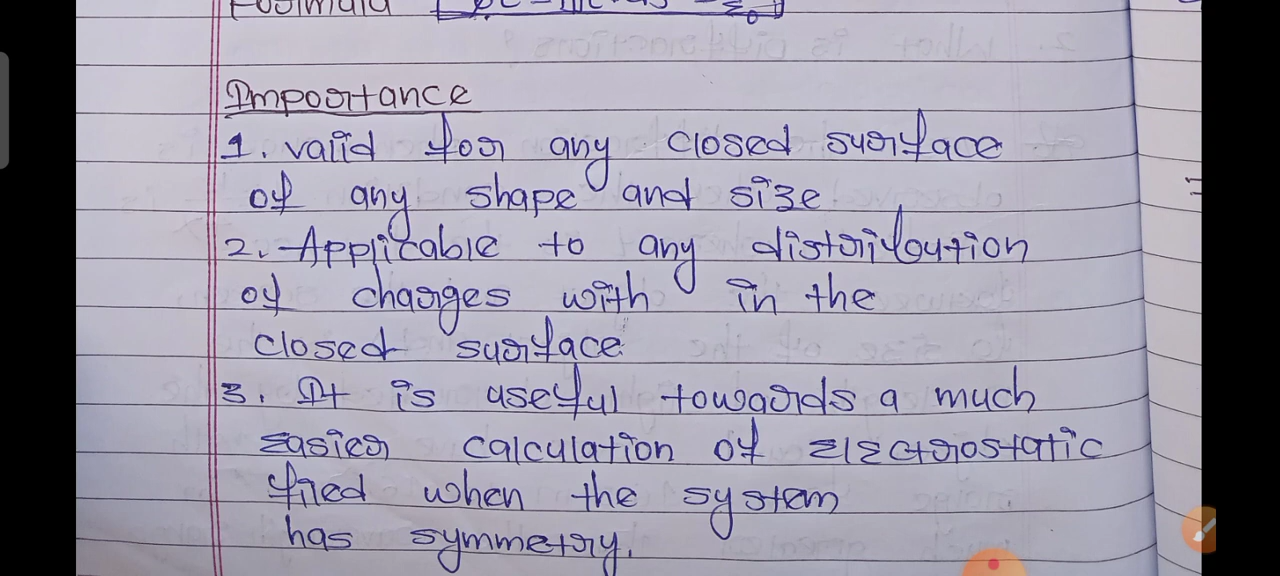 Importance
1. valid for any closed surface
of any shape and size
2. Applicable to any distribution
of charges with in the
closed surface.
3. It is useful towards a much
easier calculation of electrostatic
fired when the system
has symmetry.